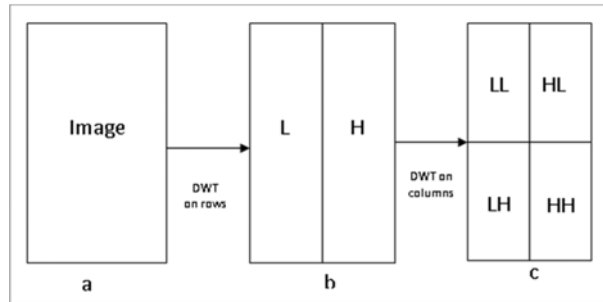 Image
DWT
on rows
a
L H
b
DWT on
columns
LL HL
LH HH
c